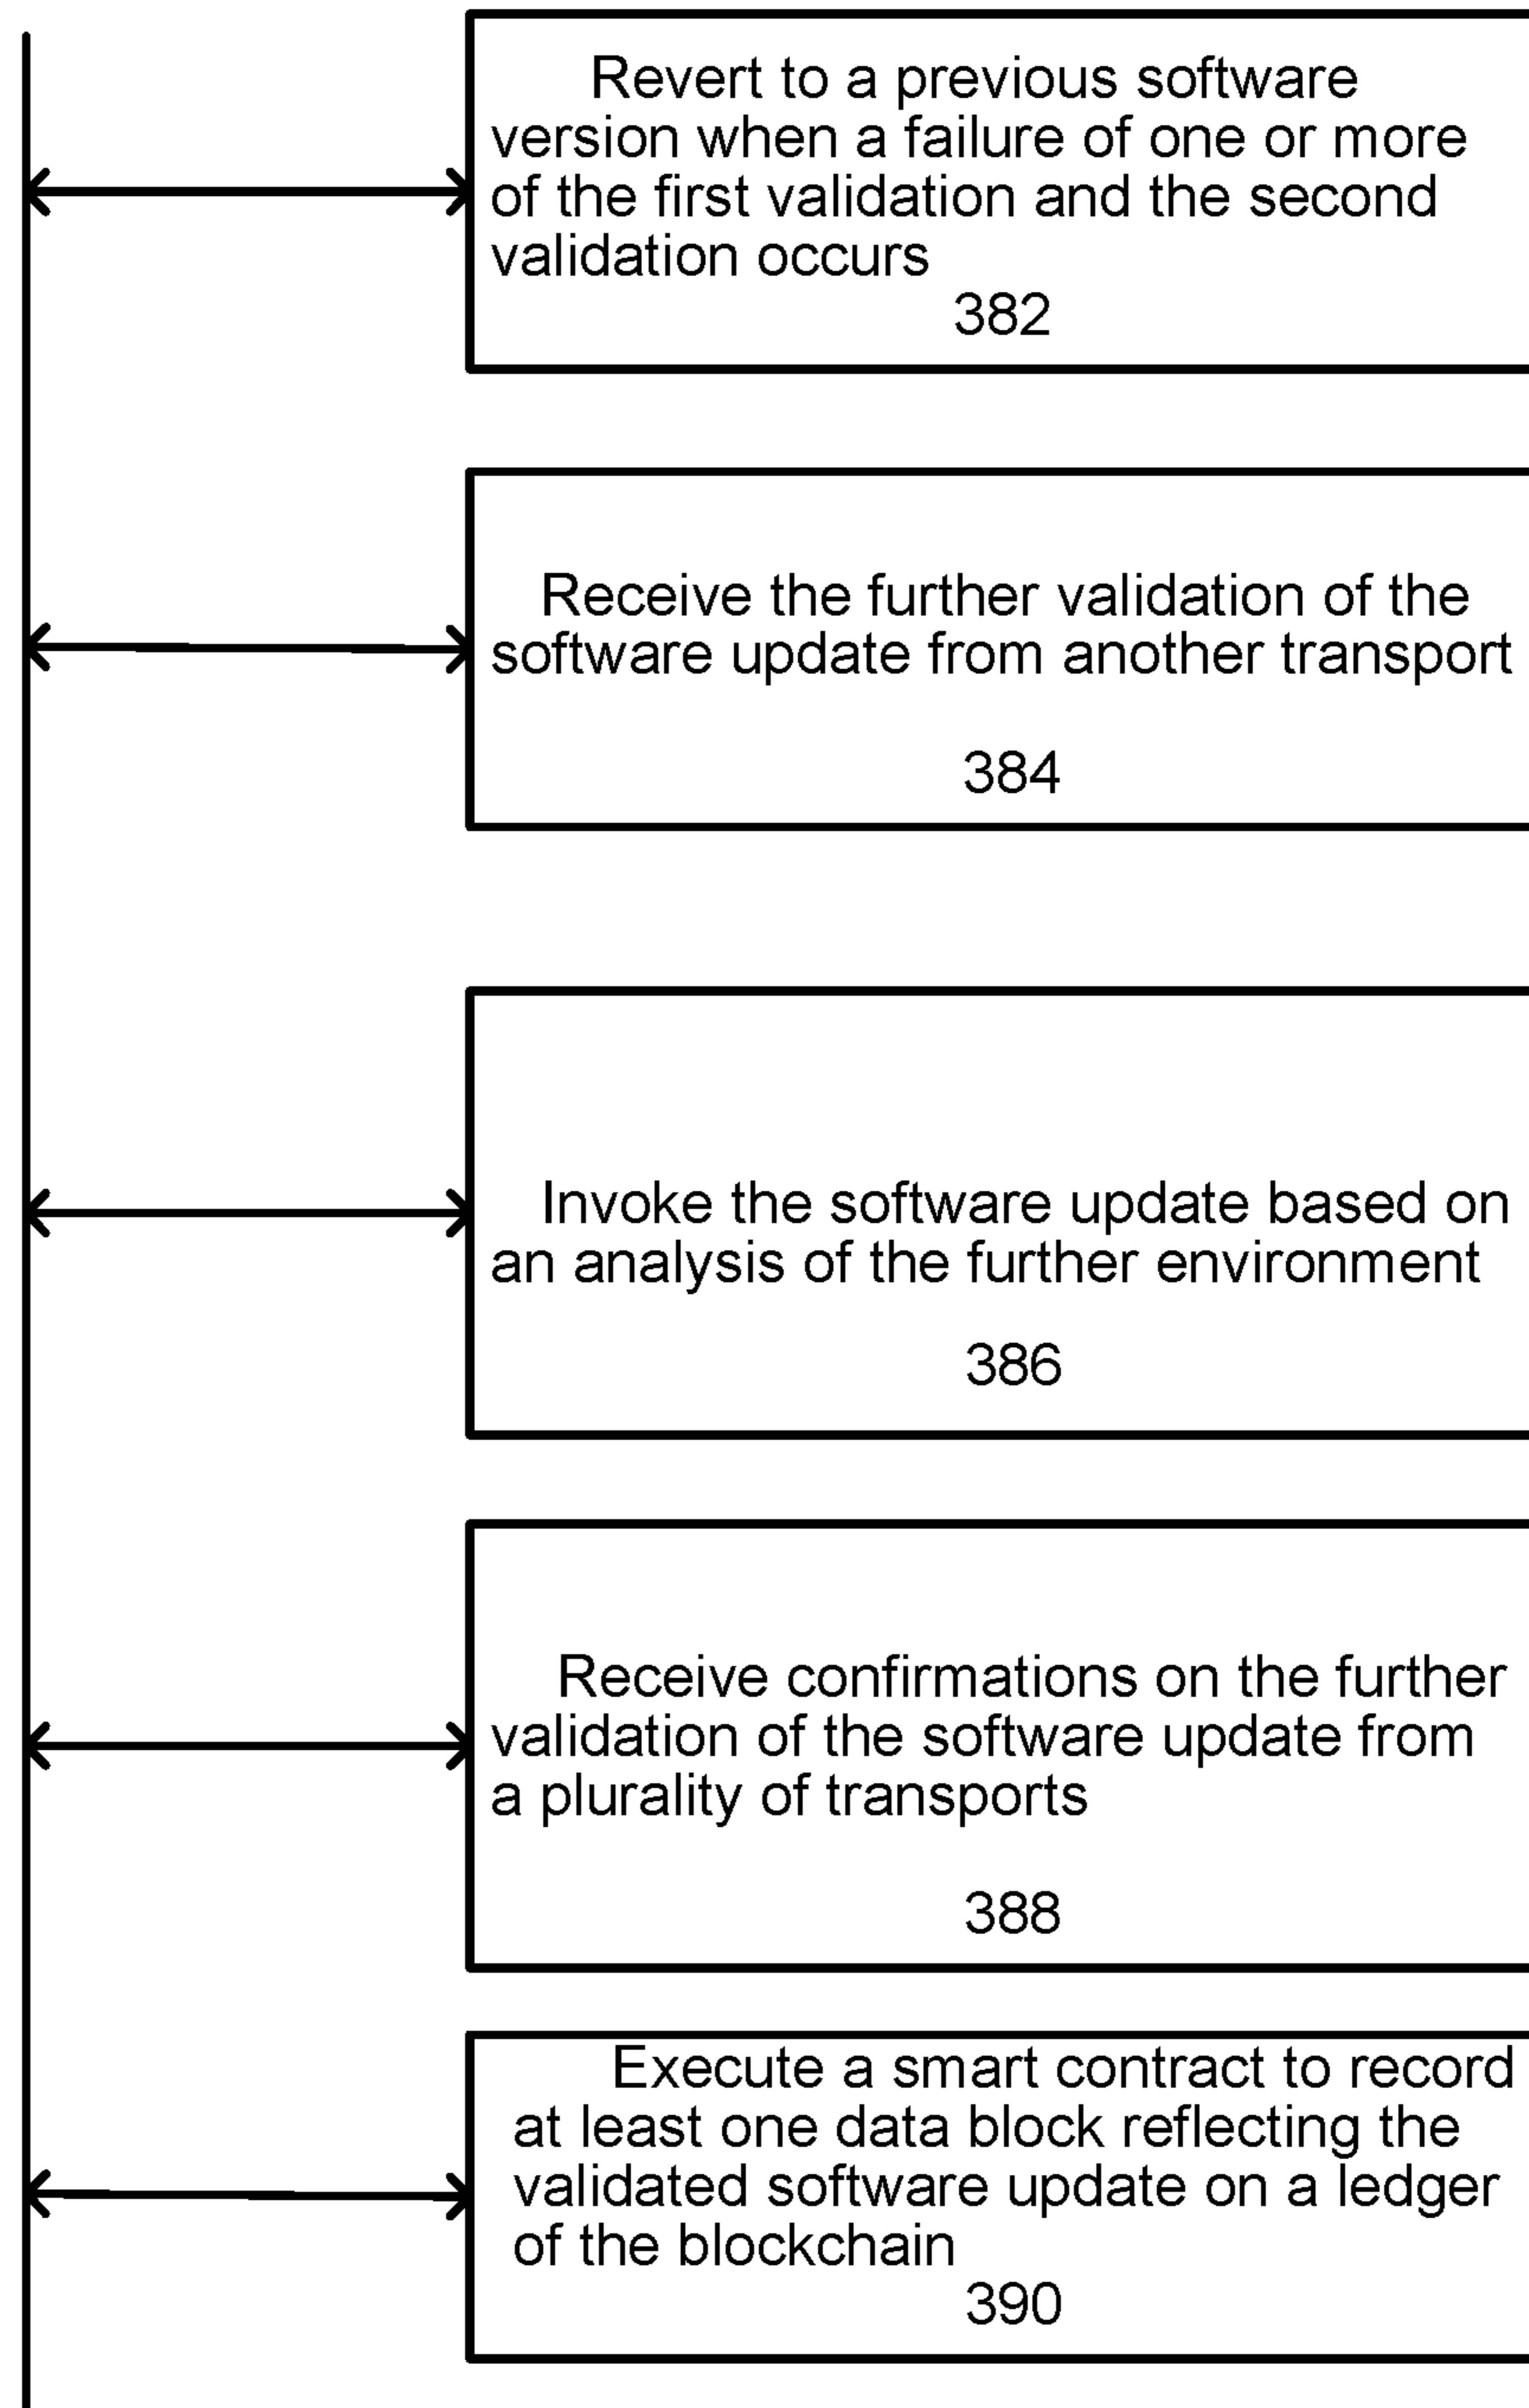 Revert to a previous software
version when a failure of one or more
of the first validation and the second
validation occurs
382
Receive the further validation of the
software update from another transport
384
Invoke the software update based on
an analysis of the further environment
386
Receive confirmations on the further
validation of the software update from
a plurality of transports
388
Execute a smart contract to record
at least one data block reflecting the
validated software update on a ledger
of the blockchain
390